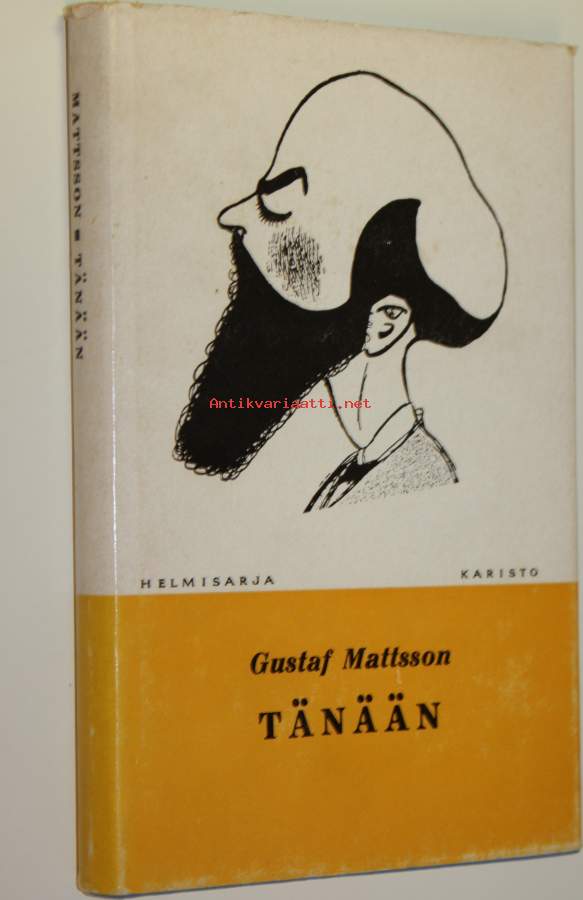 MATTSSON ■ TÄNÄÄN
Antikvariaatti.net
HELMISARJA KARISTO
Gustaf Mattsson
TÄNÄÄN